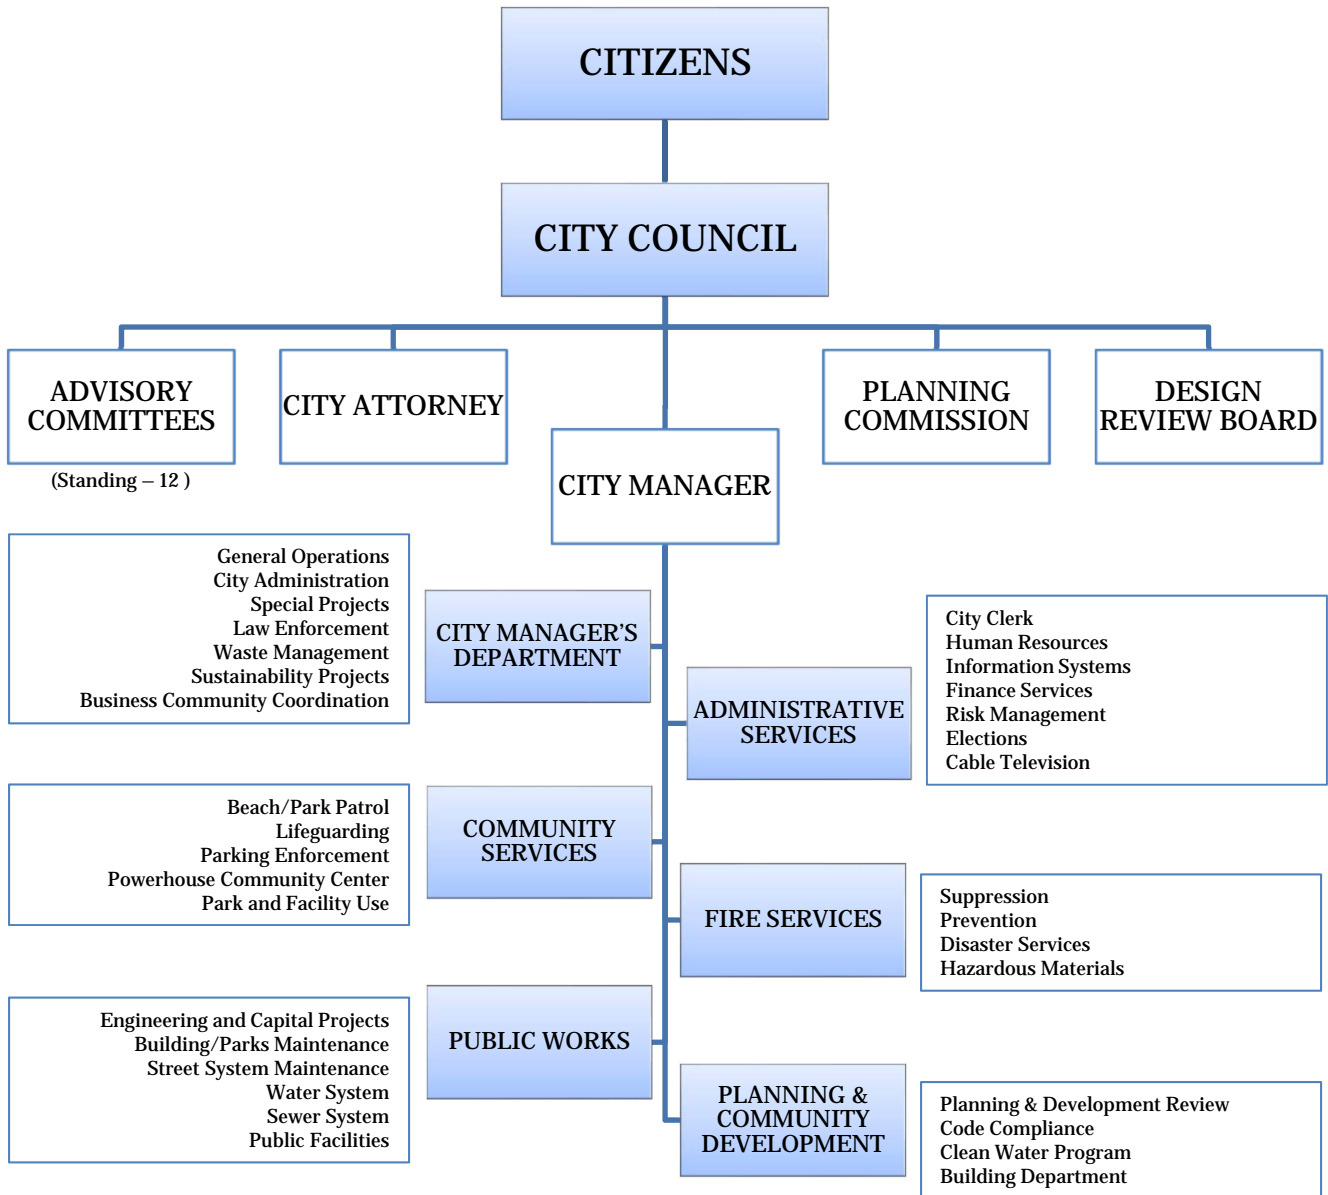 CITIZENS
CITY COUNCIL
ADVISORY
COMMITTEES
(Standing – 12 )
CITY ATTORNEY
CITY MANAGER
PLANNING
COMMISSION
DESIGN
REVIEW BOARD
General Operations
City Administration
Special Projects
Law Enforcement
Waste Management
Sustainability Projects
Business Community Coordination
CITY MANAGER'S
DEPARTMENT
ADMINISTRATIVE
SERVICES
City Clerk
Human Resources
Information Systems
Finance Services
Risk Management
Elections
Cable Television
Beach/Park Patrol
Lifeguarding
Parking Enforcement
Powerhouse Community Center
Park and Facility Use
COMMUNITY
SERVICES
FIRE SERVICES
Suppression
Prevention
Disaster Services
Hazardous Materials
Engineering and Capital Projects
Building/Parks Maintenance
Street System Maintenance
Water System
Sewer System
Public Facilities
PUBLIC WORKS
PLANNING &
COMMUNITY
DEVELOPMENT
Planning & Development Review
Code Compliance
Clean Water Program
Building Department